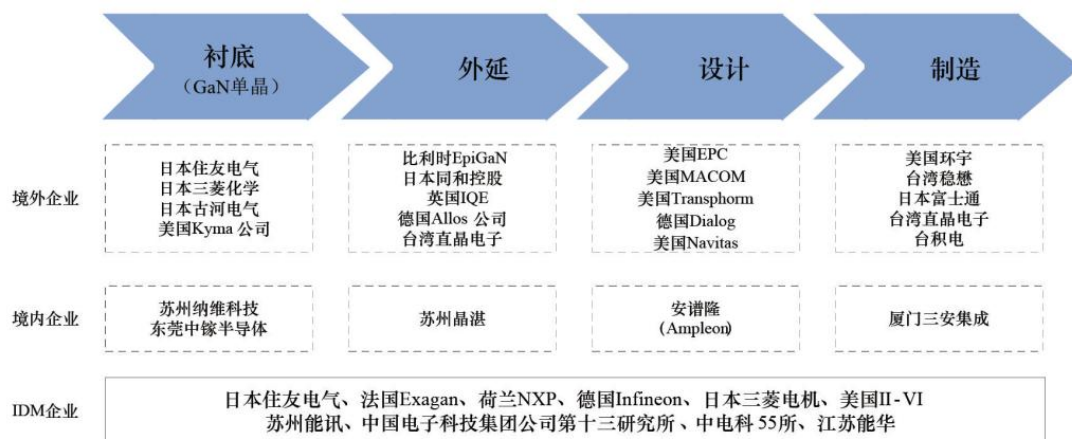 衬底
（GaN单晶）
外延
设计
制造
境外企业
日本住友电气
日本三菱化学
日本古河电气
美国Kyma 公司
比利时EpiGaN
日本同和控股
英国IQE
德国Allos 公司
台湾直晶电子
美国EPC
美国MACOM
美国Transphorm
德国Dialog
美国Navitas
美国环宇
台湾稳懋
日本富士通
台湾直晶电子
台积电
境内企业
苏州纳维科技
东莞中镓半导体
苏州晶湛
安谱隆
(Ampleon)
厦门三安集成
IDM企业
日本住友电气、法国Exagan、荷兰NXP、德国Infineon、日本三菱电机、美国II-VI
苏州能讯、中国电子科技集团公司第十三研究所、中电科 55所、江苏能华